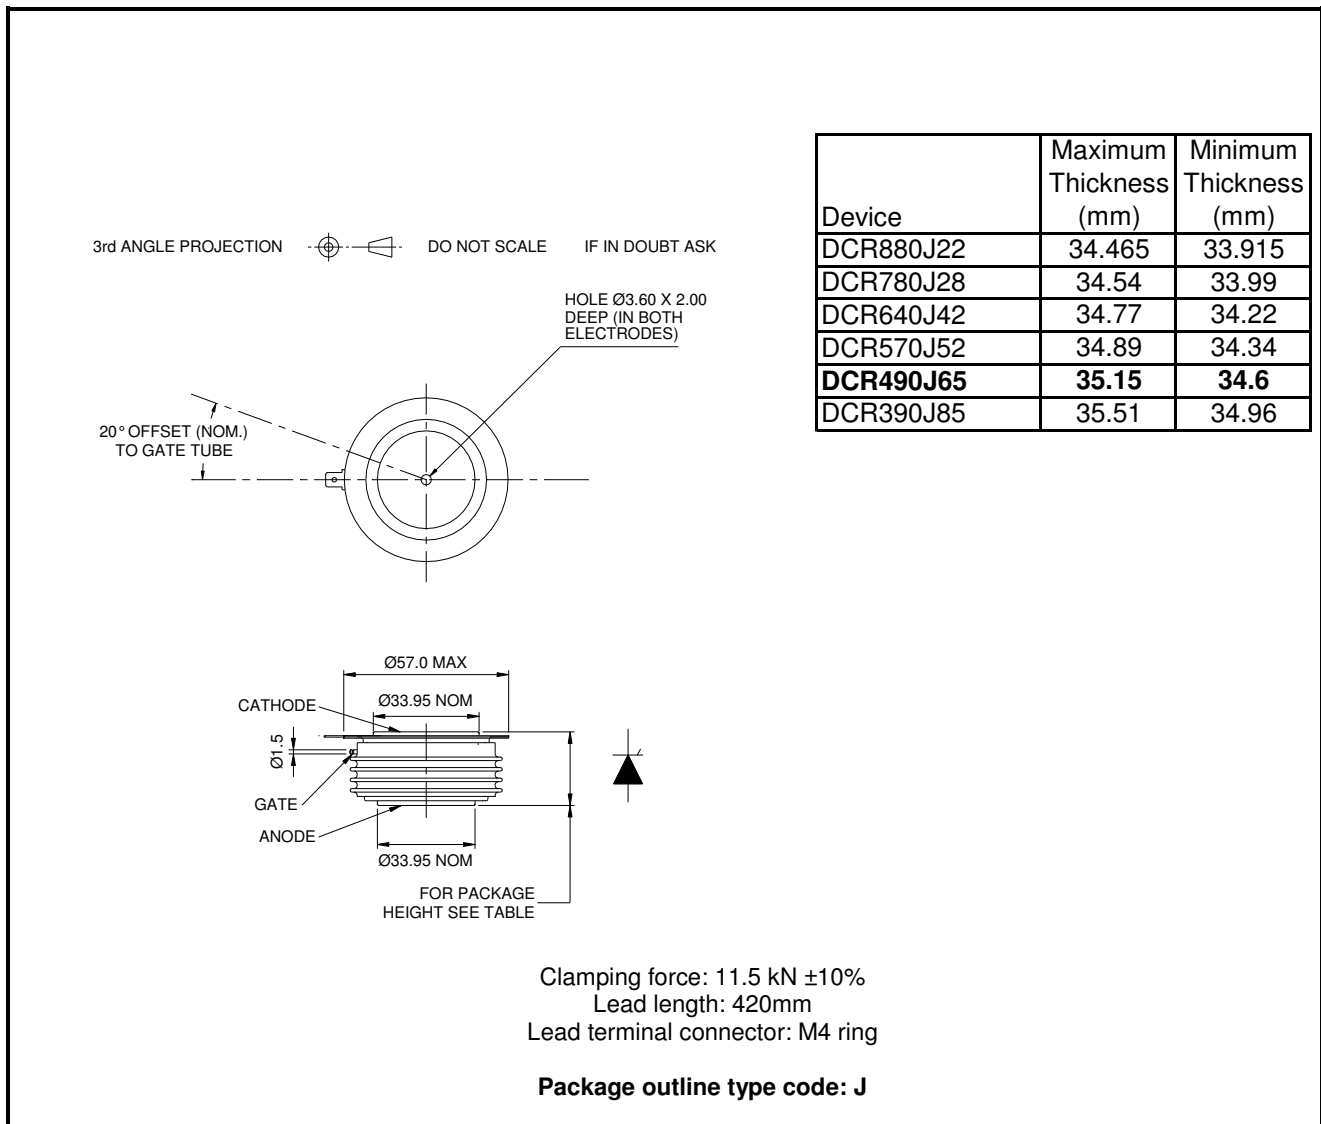 3rd ANGLE PROJECTION DO NOT SCALE IF IN DOUBT ASK
HOLE Ø3.60 X 2.00
DEEP (IN BOTH
ELECTRODES)
20° OFFSET (NOM.)
TO GATE TUBE
Device Maximum Thickness (mm) Minimum Thickness (mm)
DCR880J22 34.465 33.915
DCR780J28 34.54 33.99
DCR640J42 34.77 34.22
DCR570J52 34.89 34.34
DCR490J65 35.15 34.6
DCR390J85 35.51 34.96
Ø57.0 MAX
CATHODE
Ø33.95 NOM
Ø1.5
GATE
ANODE
Ø33.95 NOM
FOR PACKAGE
HEIGHT SEE TABLE
Clamping force: 11.5 kN ±10%
Lead length: 420mm
Lead terminal connector: M4 ring
Package outline type code: J